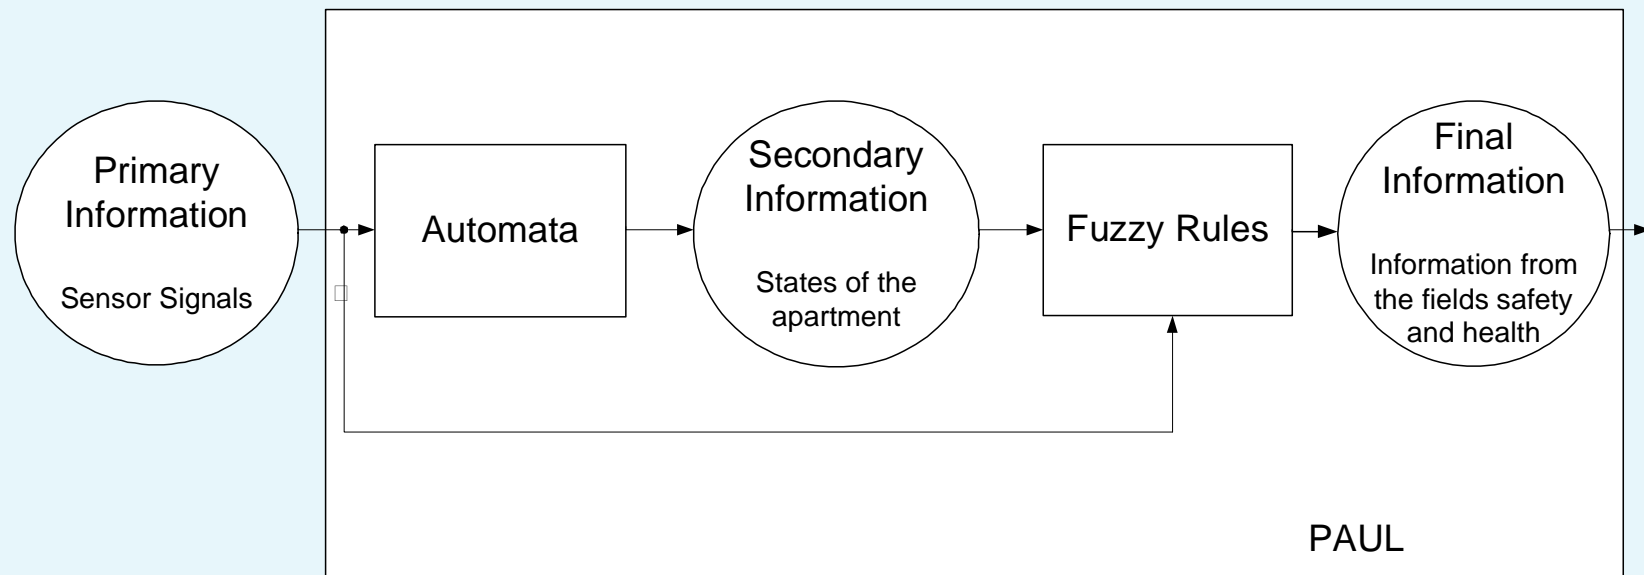 Primary
Information
Sensor Signals
Automata
Secondary
Information
States of the
apartment
Fuzzy Rules
Final
Information
Information from
the fields safety
and health
PAUL